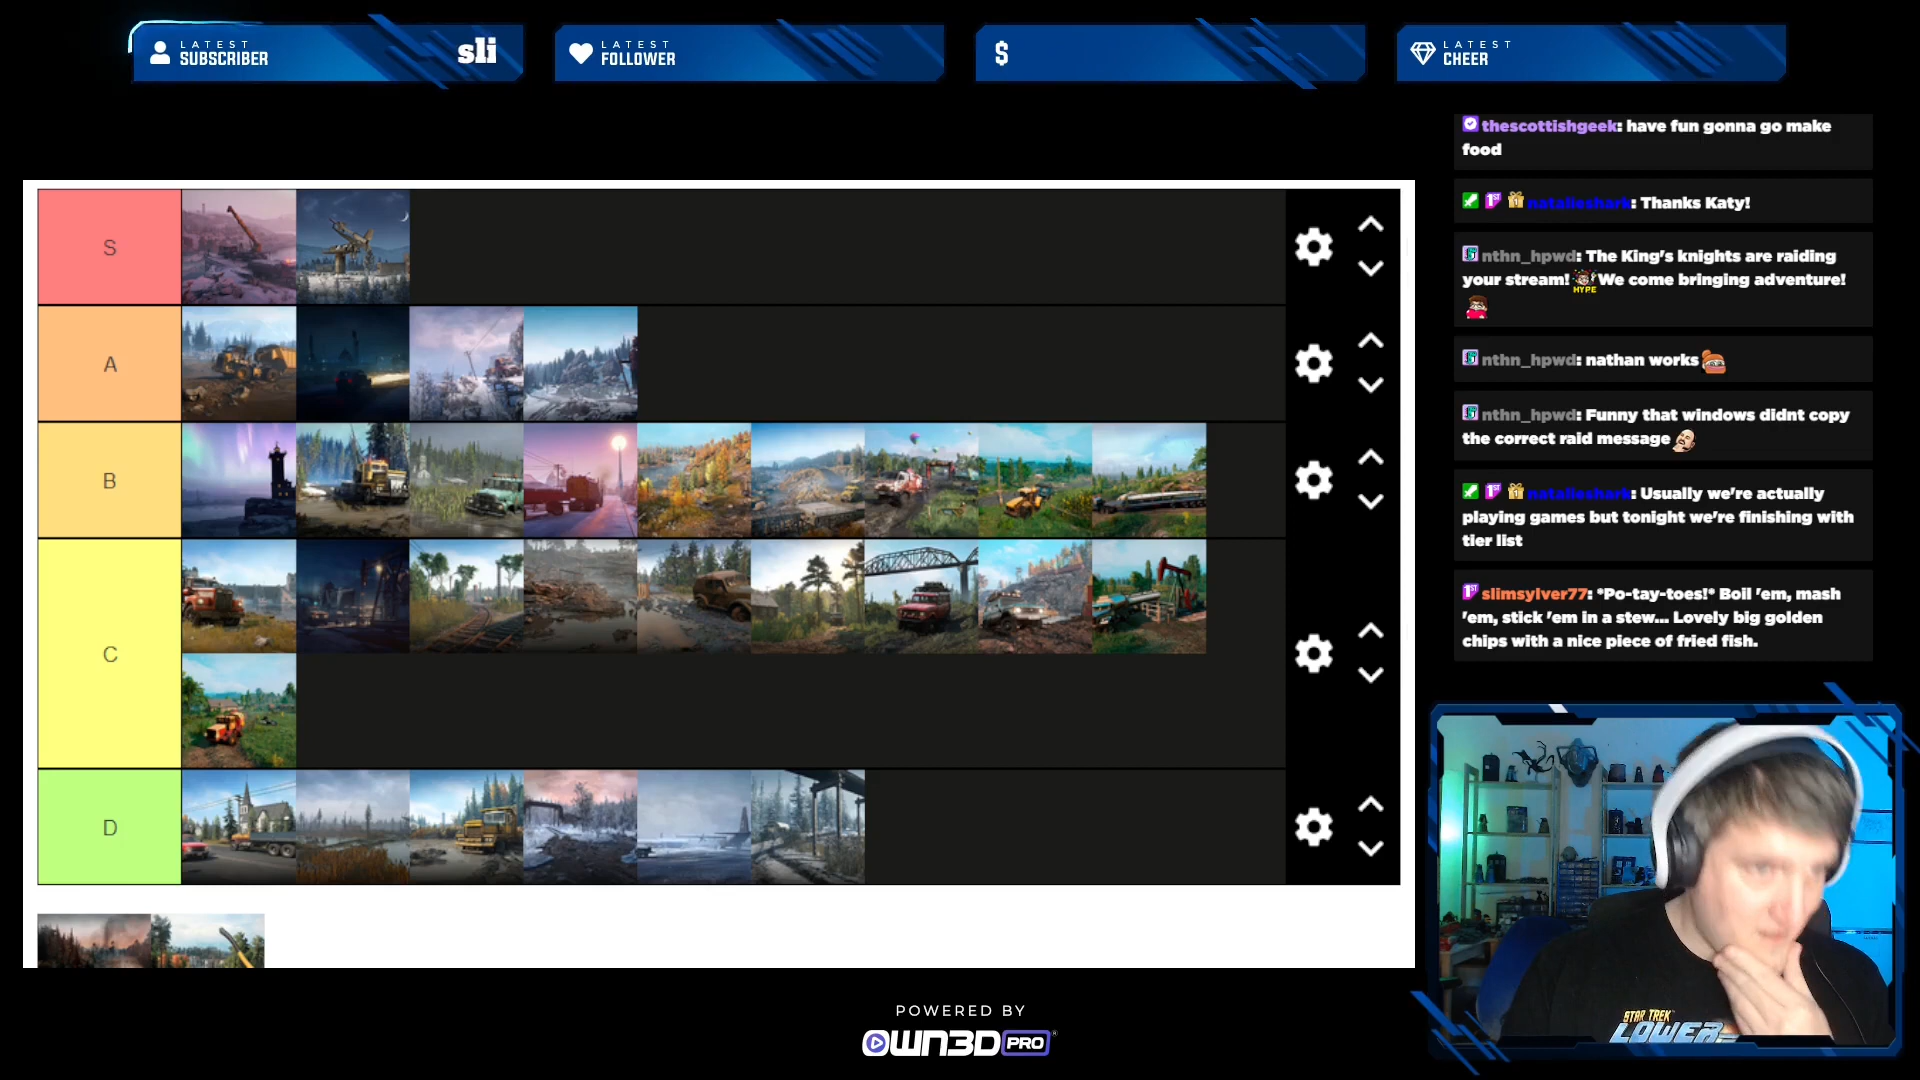 LATEST
SUBSCRIBER
sli
LATEST
FOLLOWER
$
LATEST
CHEER
thescottishgeek: have fun gonna go make
food
natalieshark: Thanks Katy!
nthn_hpwd: The King's knights are raiding
your stream! HYPE We come bringing adventure!
nthn_hpwd: nathan works
nthn_hpwd: Funny that windows didnt copy
the correct raid message
natalieshark: Usually we're actually
playing games but tonight we're finishing with
tier list
slimsylver77: *Po-tay-toes!* Boil 'em, mash
'em, stick 'em in a stew... Lovely big golden
chips with a nice piece of fried fish.
S
A
B
C
D
STAR TREK
LOWER
POWERED BY
OWN3D PRO